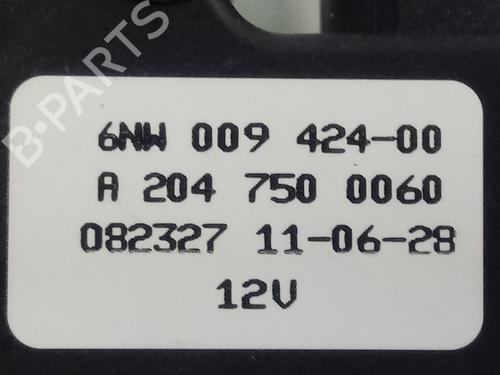 6NW 009 424-00
A 204 750 0060
082327 11-06-28
12V
B-PARTS